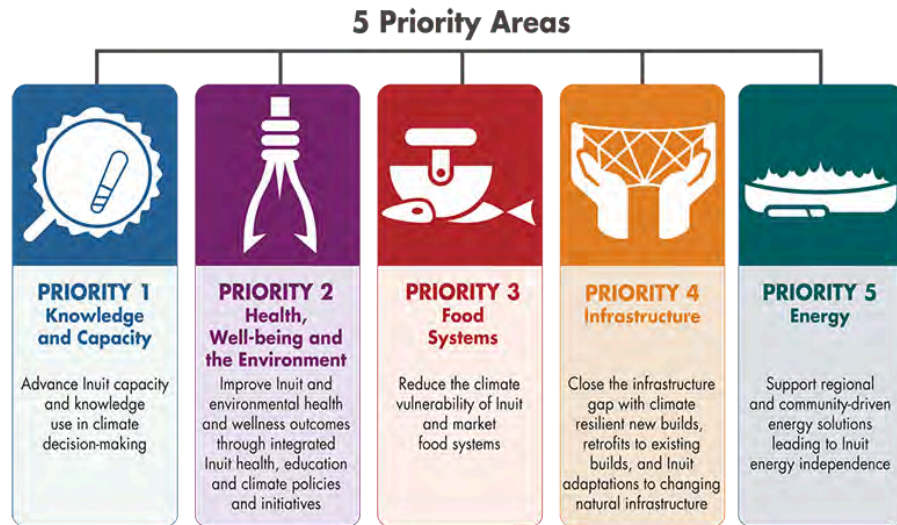 5 Priority Areas
PRIORITY 1
Knowledge
and Capacity
Advance Inuit capacity
and knowledge
use in climate
decision-making
PRIORITY 2
Health,
Well-being and
the Environment
Improve Inuit and
environmental health
and wellness outcomes
through integrated
Inuit health, education
and climate policies
and initiatives
PRIORITY 3
Food
Systems
Reduce the climate
vulnerability of Inuit
and market
food systems
PRIORITY 4
Infrastructure
Close the infrastructure
gap with climate
resilient new builds,
retrofits to existing
builds, and Inuit
adaptations to changing
natural infrastructure
PRIORITY 5
Energy
Support regional
and community-driven
energy solutions
leading to Inuit
energy independence